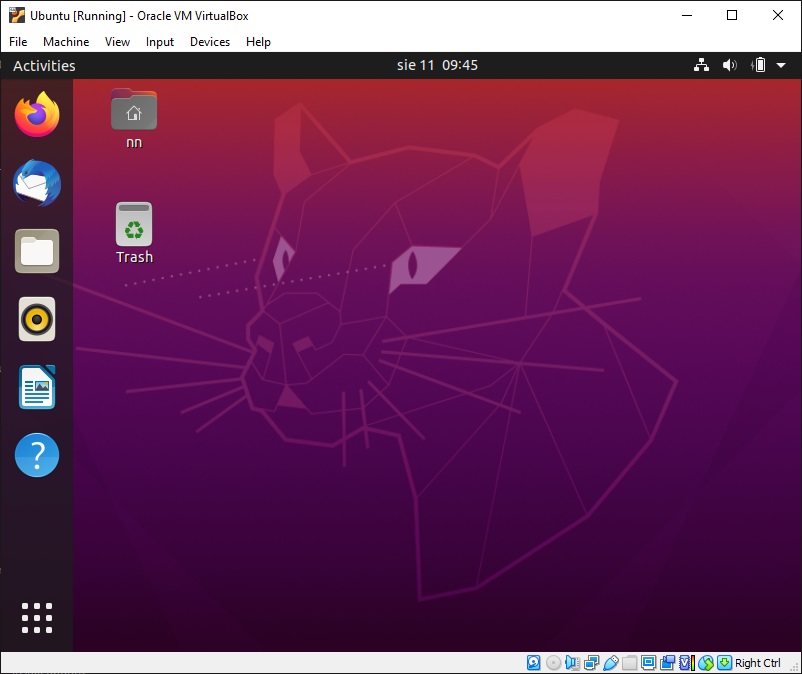 Ubuntu [Running] - Oracle VM VirtualBox
File Machine View Input Devices Help
Activities sie 11 09:45
nn
Trash
?
Right Ctrl